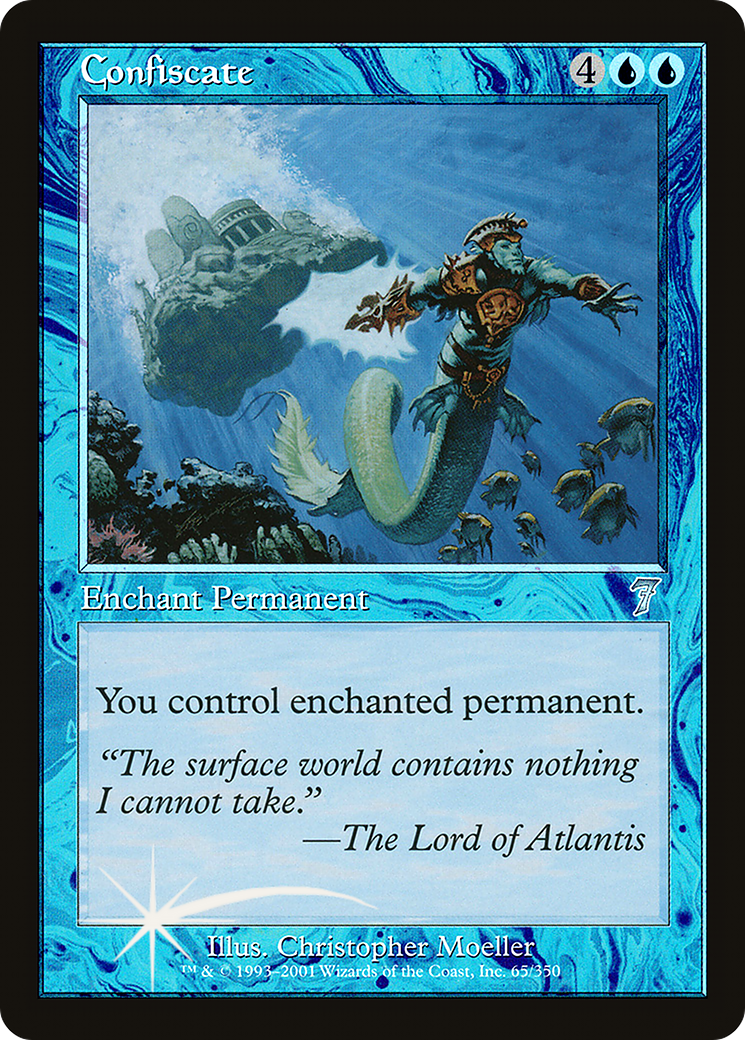 Confiscate 4
Enchant Permanent 7
You control enchanted permanent.
“The surface world contains nothing
I cannot take.”
—The Lord of Atlantis
Illus. Christopher Moeller
™ & © 1993–2001 Wizards of the Coast, Inc. 65/350